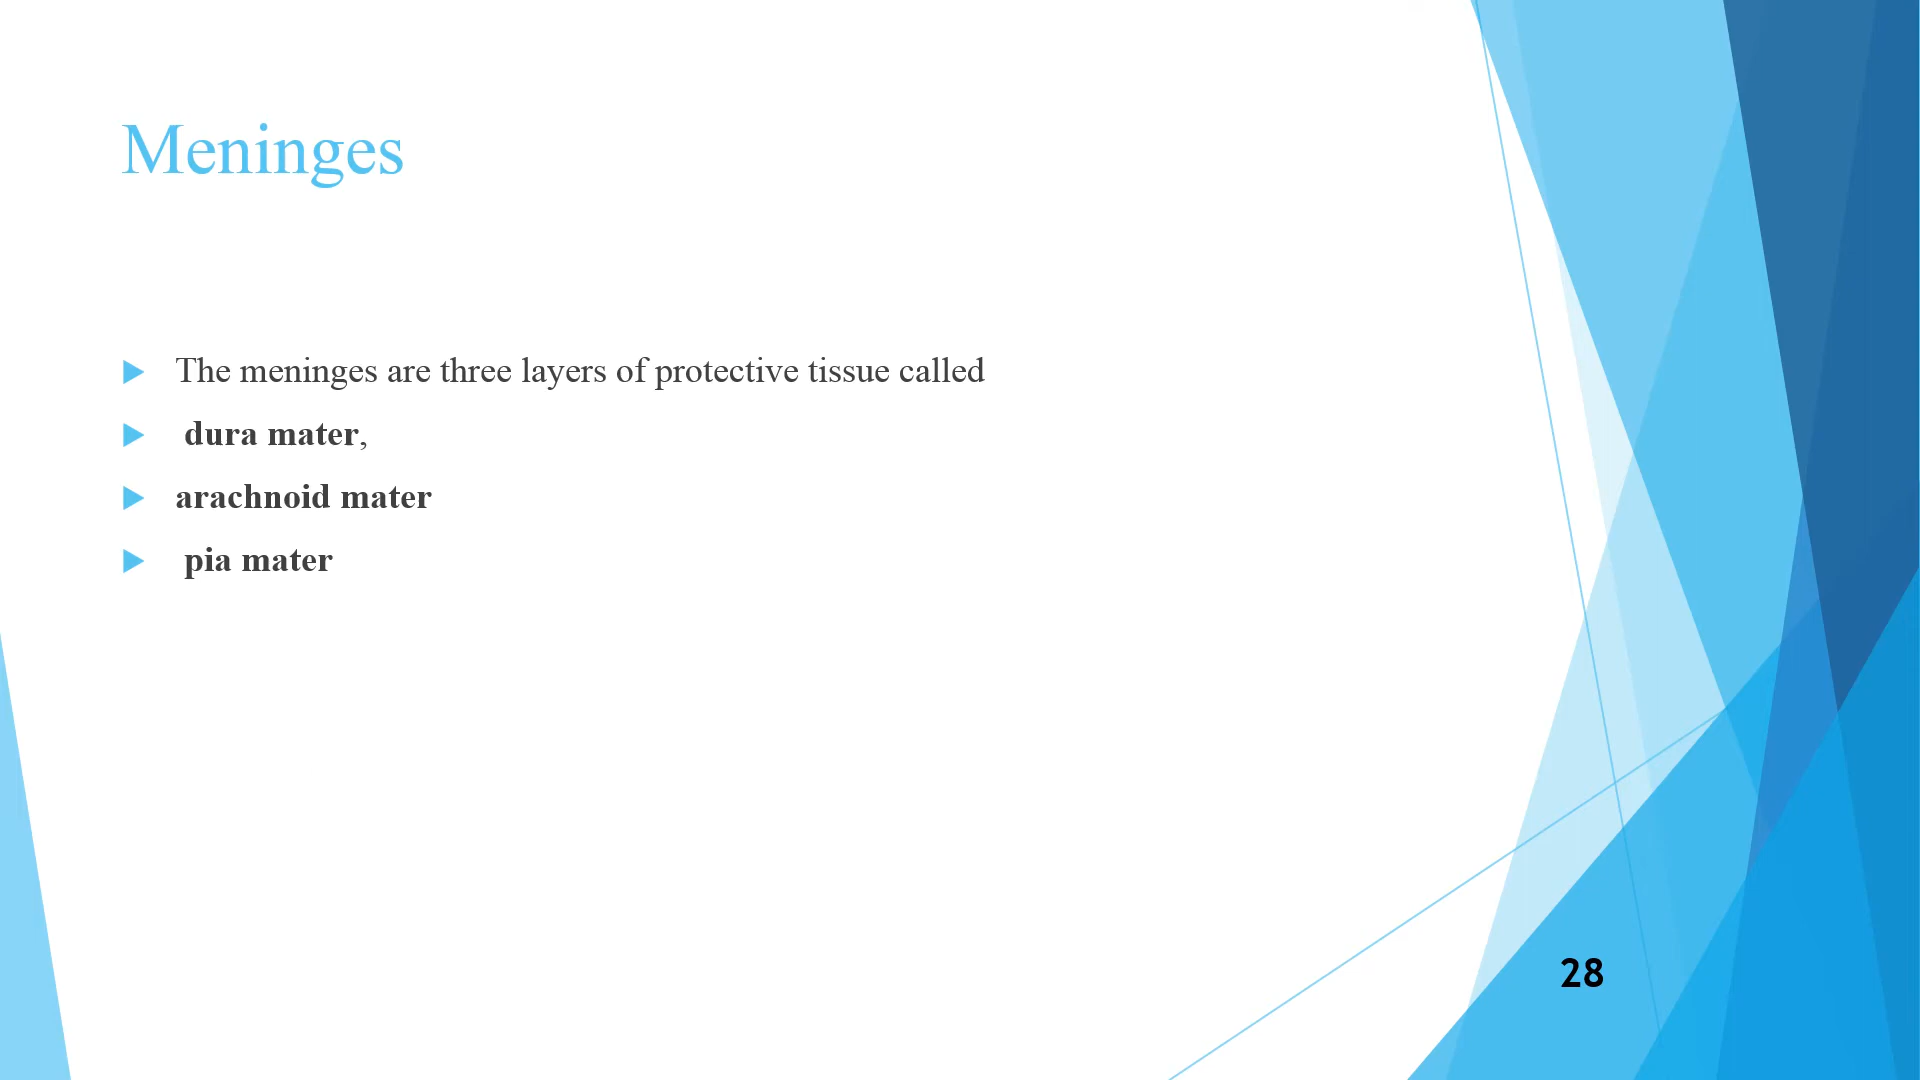 Meninges
The meninges are three layers of protective tissue called
dura mater,
arachnoid mater
pia mater
28